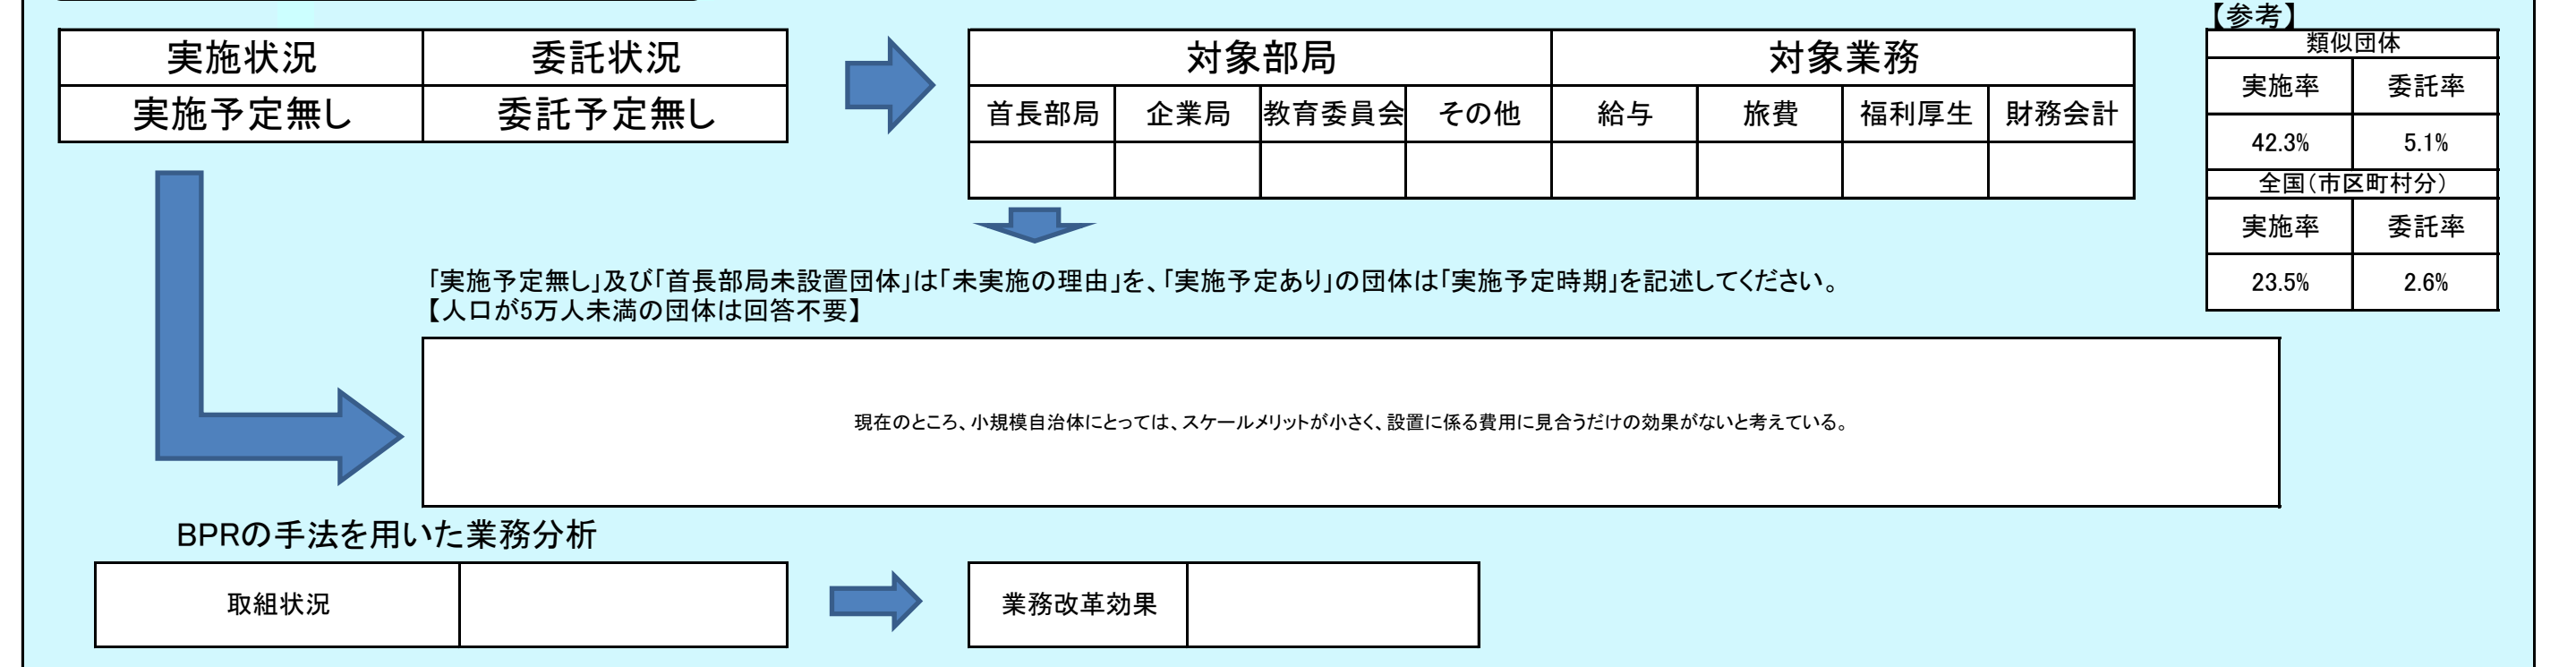 実施状況 委託状況
実施予定無し 委託予定無し
対象部局 対象業務
首長部局 企業局 教育委員会 その他 給与 旅費 福利厚生 財務会計
【参考】
類似団体
実施率 委託率
42.3% 5.1%
全国(市区町村分)
実施率 委託率
23.5% 2.6%
「実施予定無し」及び「首長部局未設置団体」は「未実施の理由」を、「実施予定あり」の団体は「実施予定時期」を記述してください。
【人口が5万人未満の団体は回答不要】
現在のところ、小規模自治体にとっては、スケールメリットが小さく、設置に係る費用に見合うだけの効果がないと考えている。
BPRの手法を用いた業務分析
取組状況
業務改革効果